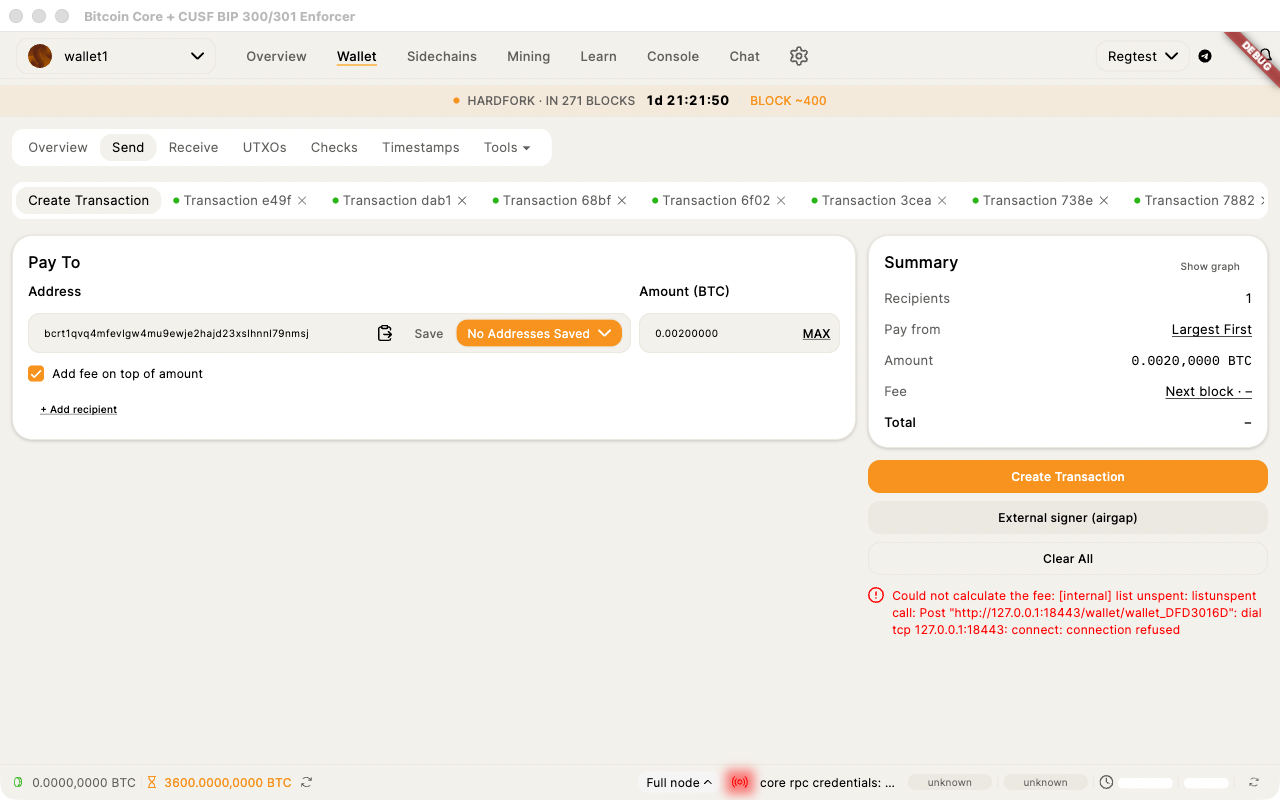 Bitcoin Core + CUSF BIP 300/301 Enforcer
wallet1
Overview Wallet Sidechains Mining Learn Console Chat
Regtest
DEBUG
HARDFORK · IN 271 BLOCKS 1d 21:21:50 BLOCK ~400
Overview Send Receive UTXOs Checks Timestamps Tools
Create Transaction Transaction e49f Transaction dab1 Transaction 68bf Transaction 6f02 Transaction 3cea Transaction 738e Transaction 7882
Pay To
Address Amount (BTC)
bcrt1qvq4mfevlgw4mu9ewje2hajd23xslhnnl79nmsj Save No Addresses Saved 0.00200000 MAX
Add fee on top of amount
+ Add recipient
Summary Show graph
Recipients 1
Pay from Largest First
Amount 0.0020,0000 BTC
Fee Next block · –
Total –
Create Transaction
External signer (airgap)
Clear All
Could not calculate the fee: [internal] list unspent: listunspent
call: Post "http://127.0.0.1:18443/wallet/wallet_DFD3016D": dial
tcp 127.0.0.1:18443: connect: connection refused
0.0000,0000 BTC 3600.0000,0000 BTC Full node core rpc credentials: ... unknown unknown